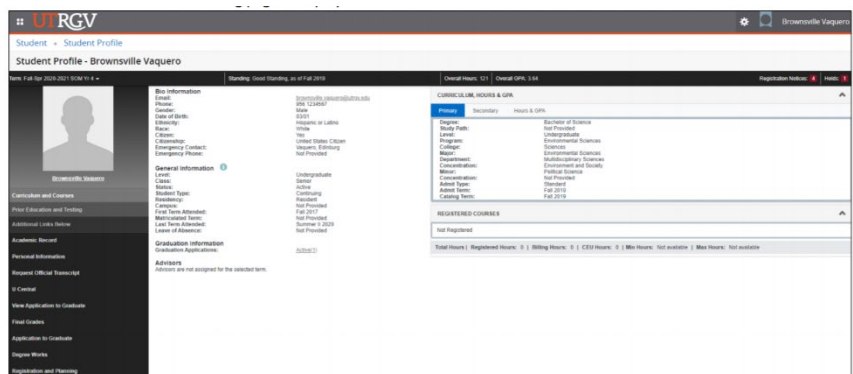 UTRGV
Brownsville Vaquero
Student • Student Profile
Student Profile - Brownsville Vaquero
Term: Fall-Spr 2020-2021 SOM Yr 4
Standing: Good Standing, as of Fall 2019
Overall Hours: 121 Overall GPA: 3.64
Registration Notices: 4 Holds: 1
Brownsville Vaquero
Curriculum and Courses
Prior Education and Testing
Additional Links Below
Academic Record
Personal Information
Request Official Transcript
U Central
View Application to Graduate
Final Grades
Application to Graduate
Degree Works
Registration and Planning
Bio Information
Email: brownsville.vaquero@utrgv.edu
Phone: 956 1234567
Gender: Male
Date of Birth: 03/01
Ethnicity: Hispanic or Latino
Race: White
Citizen: Yes
Citizenship: United States Citizen
Emergency Contact: Vaquero, Edinburg
Emergency Phone: Not Provided
General Information
Level: Undergraduate
Class: Senior
Status: Active
Student Type: Continuing
Residency: Resident
Campus: Not Provided
First Term Attended: Fall 2017
Matriculated Term: Not Provided
Last Term Attended: Summer II 2020
Leave of Absence: Not Provided
Graduation Information
Graduation Applications: Active(1)
Advisors
Advisors are not assigned for the selected term.
CURRICULUM, HOURS & GPA
Primary Secondary Hours & GPA
Degree: Bachelor of Science
Study Path: Not Provided
Level: Undergraduate
Program: Environmental Sciences
College: Sciences
Major: Environmental Sciences
Department: Multidisciplinary Sciences
Concentration: Environment and Society
Minor: Political Science
Concentration: Not Provided
Admit Type: Standard
Admit Term: Fall 2010
Catalog Term: Fall 2019
REGISTERED COURSES
Not Registered
Total Hours | Registered Hours: 0 | Billing Hours: 0 | CEU Hours: 0 | Min Hours: Not available | Max Hours: Not available